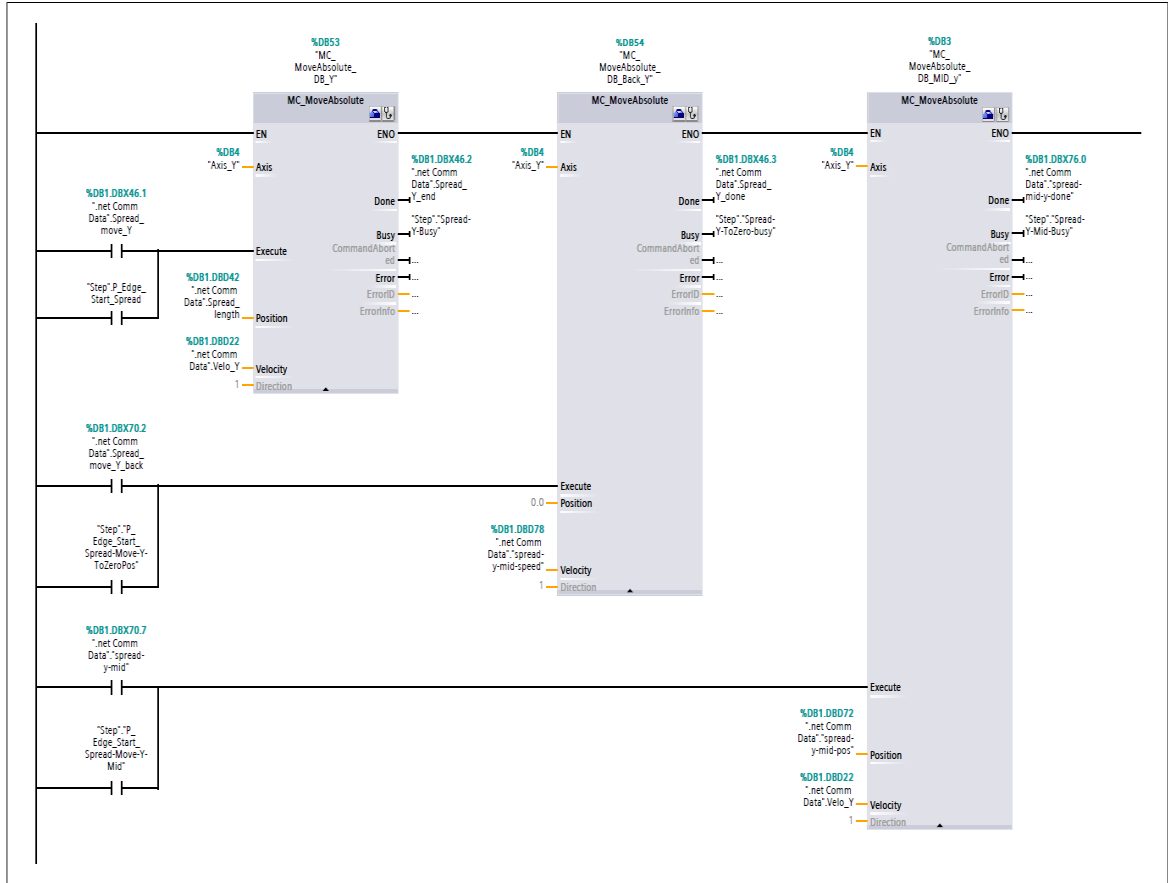 %DB53
"MC_
MoveAbsolute_
DB_Y"
MC_MoveAbsolute
EN
ENO
%DB4
"Axis_Y"
Axis
%DB1.DBX46.2
".net Comm
Data".Spread_
Y_end
Done
"Step"."Spread-
Y-Busy"
Busy
CommandAbort
ed
...
Error
...
ErrorID
...
ErrorInfo
...
%DB1.DBX46.1
".net Comm
Data".Spread_
move_Y
Execute
"Step".P_Edge_
Start_Spread
%DB1.DBD42
".net Comm
Data".Spread_
length
Position
%DB1.DBD22
".net Comm
Data".Velo_Y
Velocity
1
Direction
%DB54
"MC_
MoveAbsolute_
DB_Back_Y"
MC_MoveAbsolute
EN
ENO
%DB4
"Axis_Y"
Axis
%DB1.DBX46.3
".net Comm
Data".Spread_
Y_done
Done
"Step"."Spread-
Y-ToZero-busy"
Busy
CommandAbort
ed
...
Error
...
ErrorID
...
ErrorInfo
...
%DB1.DBX70.2
".net Comm
Data".Spread_
move_Y_back
Execute
0.0
Position
"Step"."P_
Edge_Start_
Spread-Move-Y-
ToZeroPos"
%DB1.DBD78
".net Comm
Data"."spread-
y-mid-speed"
Velocity
1
Direction
%DB3
"MC_
MoveAbsolute_
DB_MID_y"
MC_MoveAbsolute
EN
ENO
%DB4
"Axis_Y"
Axis
%DB1.DBX76.0
".net Comm
Data"."spread-
mid-y-done"
Done
"Step"."Spread-
Y-Mid-Busy"
Busy
CommandAbort
ed
...
Error
...
ErrorID
...
ErrorInfo
...
%DB1.DBX70.7
".net Comm
Data"."spread-
y-mid"
Execute
"Step"."P_
Edge_Start_
Spread-Move-Y-
Mid"
%DB1.DBD72
".net Comm
Data"."spread-
y-mid-pos"
Position
%DB1.DBD22
".net Comm
Data".Velo_Y
Velocity
1
Direction